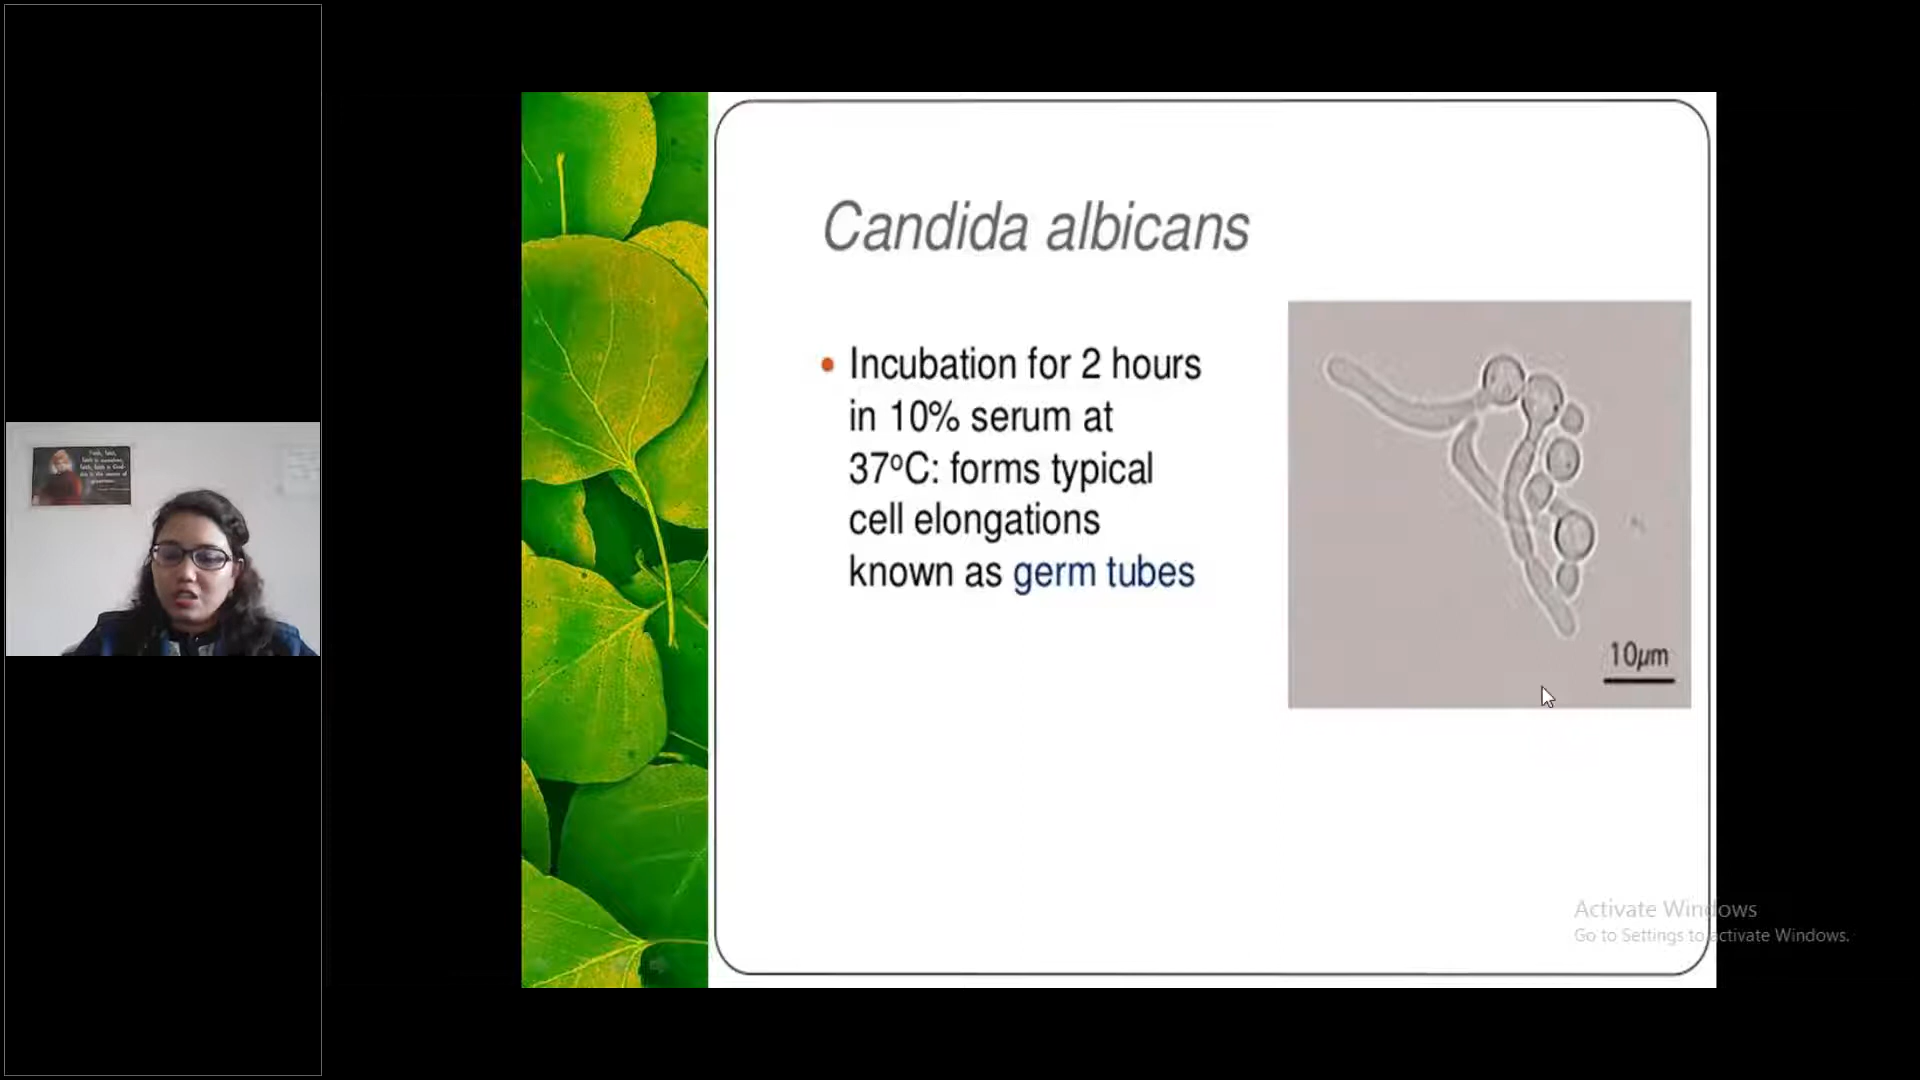 Candida albicans
• Incubation for 2 hours
in 10% serum at
37ºC: forms typical
cell elongations
known as germ tubes
10µm
Activate Windows
Go to Settings to activate Windows.